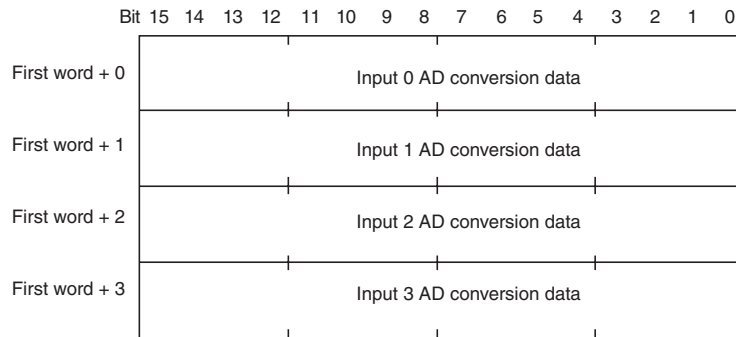 Bit 15 14 13 12 11 10 9 8 7 6 5 4 3 2 1 0
First word + 0 Input 0 AD conversion data
First word + 1 Input 1 AD conversion data
First word + 2 Input 2 AD conversion data
First word + 3 Input 3 AD conversion data